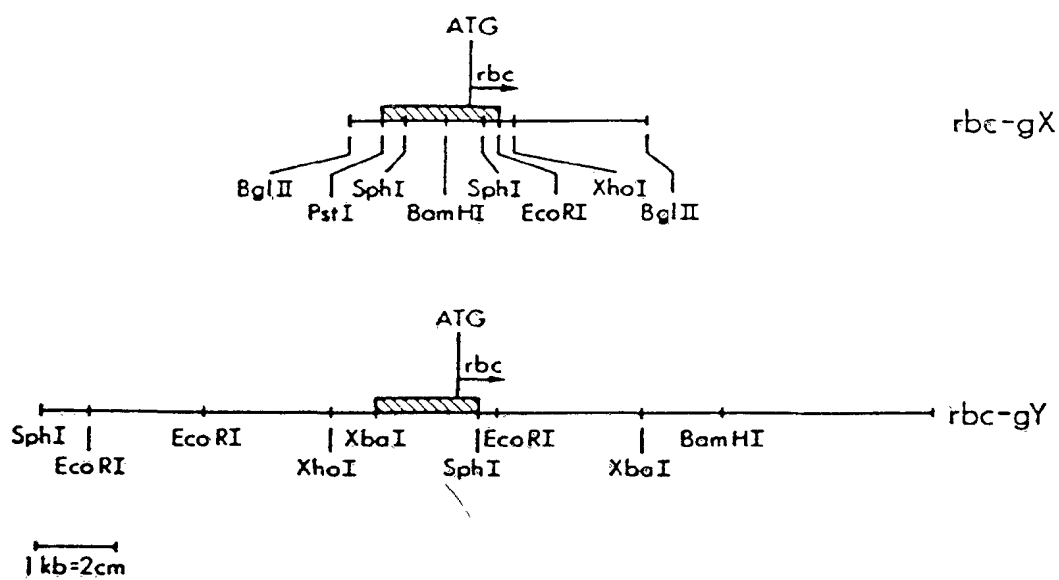 ATG
rbc
rbc-gX
BglII
SphI
SphI
XhoI
PstI
BamHI
EcoRI
BglII
ATG
rbc
rbc-gY
SphI
EcoRI
XbaI
EcoRI
BamHI
EcoRI
XhoI
SphI
XbaI
1 kb=2cm